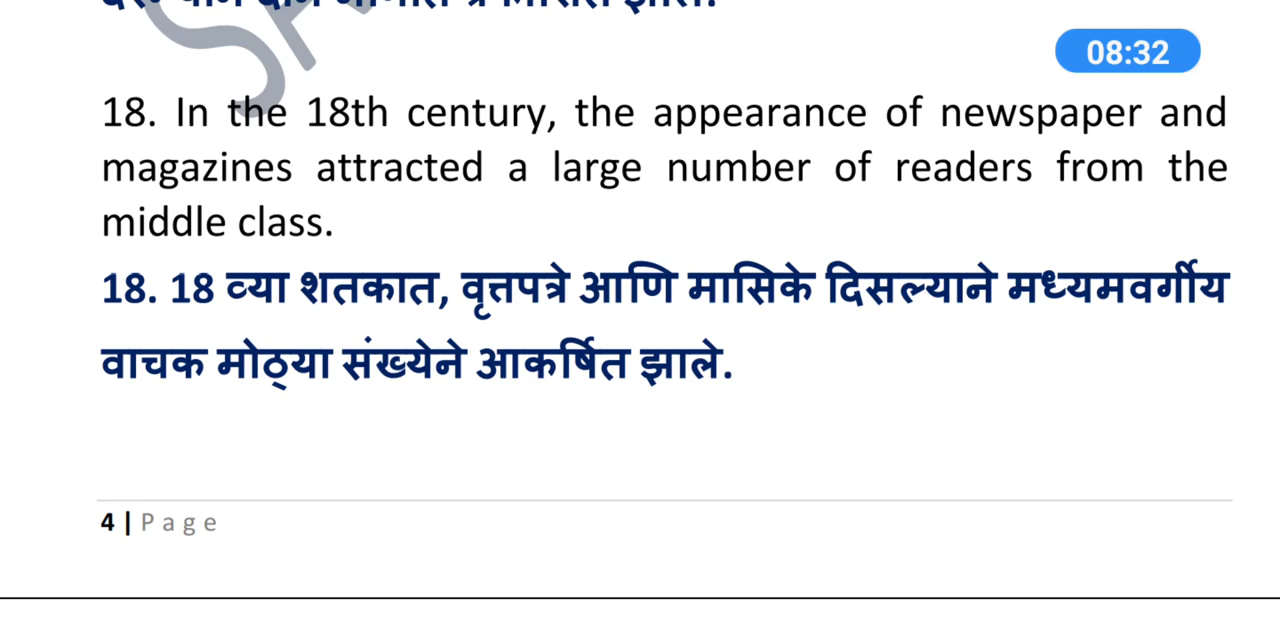 08:32
18. In the 18th century, the appearance of newspaper and
magazines attracted a large number of readers from the
middle class.
18. 18 व्या शतकात, वृत्तपत्रे आणि मासिके दिसल्याने मध्यमवर्गीय
वाचक मोठ्या संख्येने आकर्षित झाले.
4 | Page